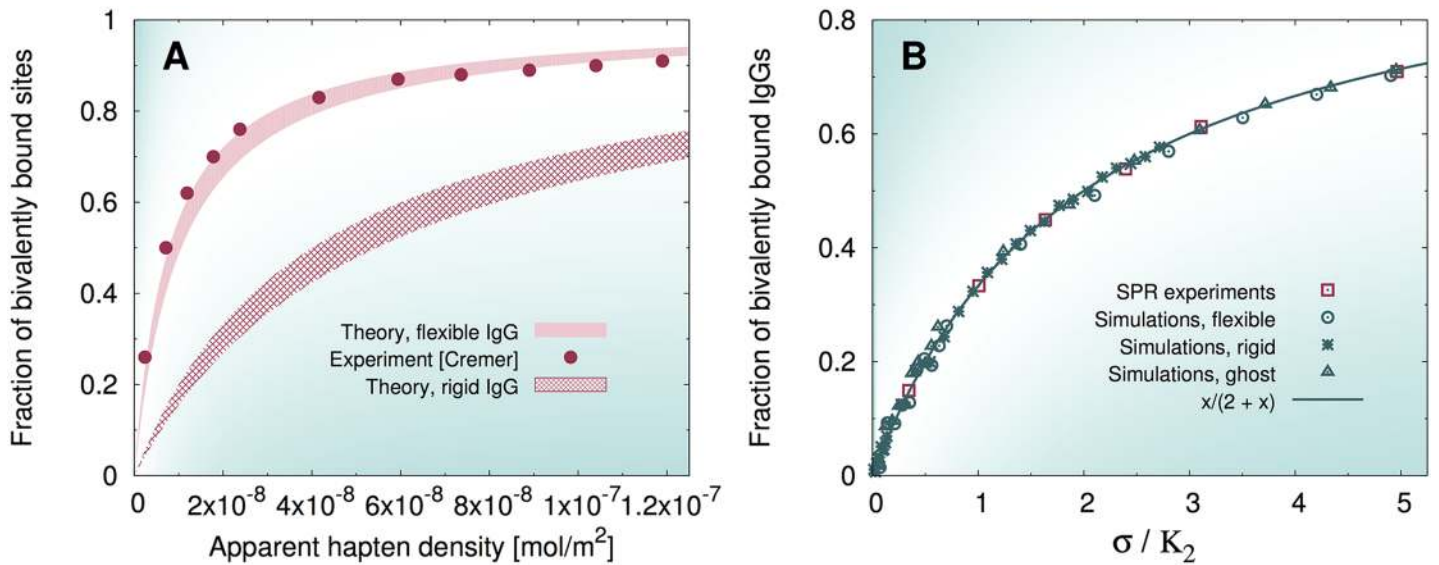 A
Fraction of bivalently bound sites
1
0.8
0.6
0.4
0.2
0
Theory, flexible IgG
Experiment [Cremer]
Theory, rigid IgG
0 2x10-8 4x10-8 6x10-8 8x10-8 1x10-7 1.2x10-7
Apparent hapten density [mol/m2]
B
Fraction of bivalently bound IgGs
0.8
0.6
0.4
0.2
0
SPR experiments
Simulations, flexible
Simulations, rigid
Simulations, ghost
x/(2 + x)
0 1 2 3 4 5
σ / K2